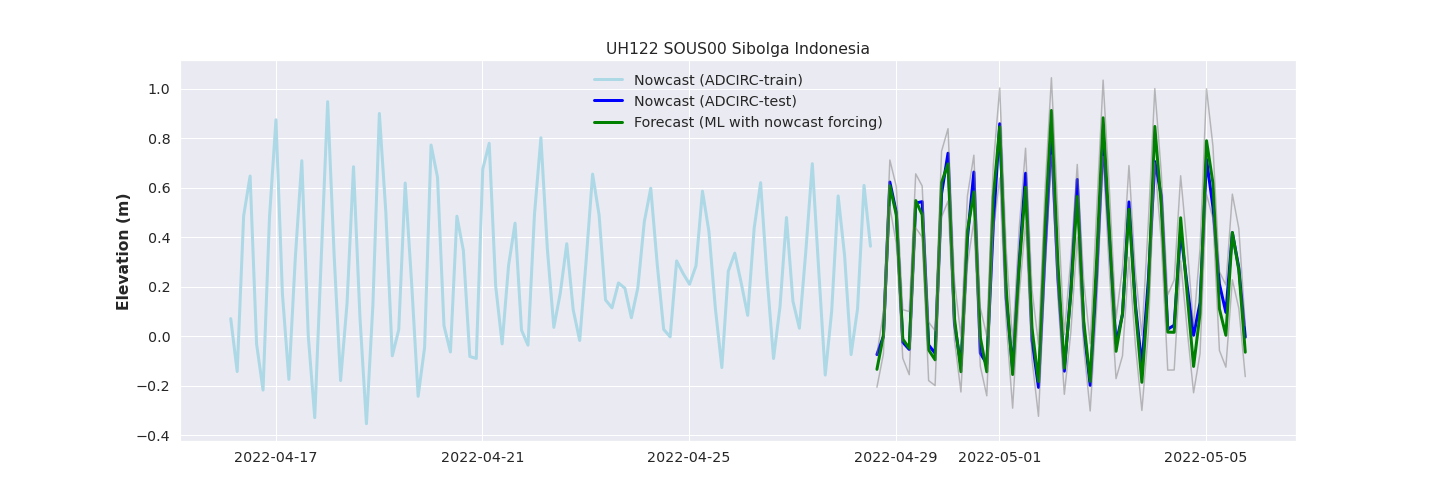 UH122 SOUS00 Sibolga Indonesia
Nowcast (ADCIRC-train)
Nowcast (ADCIRC-test)
Forecast (ML with nowcast forcing)
Elevation (m)
1.0
0.8
0.6
0.4
0.2
0.0
−0.2
−0.4
2022-04-17 2022-04-21 2022-04-25 2022-04-29 2022-05-01 2022-05-05